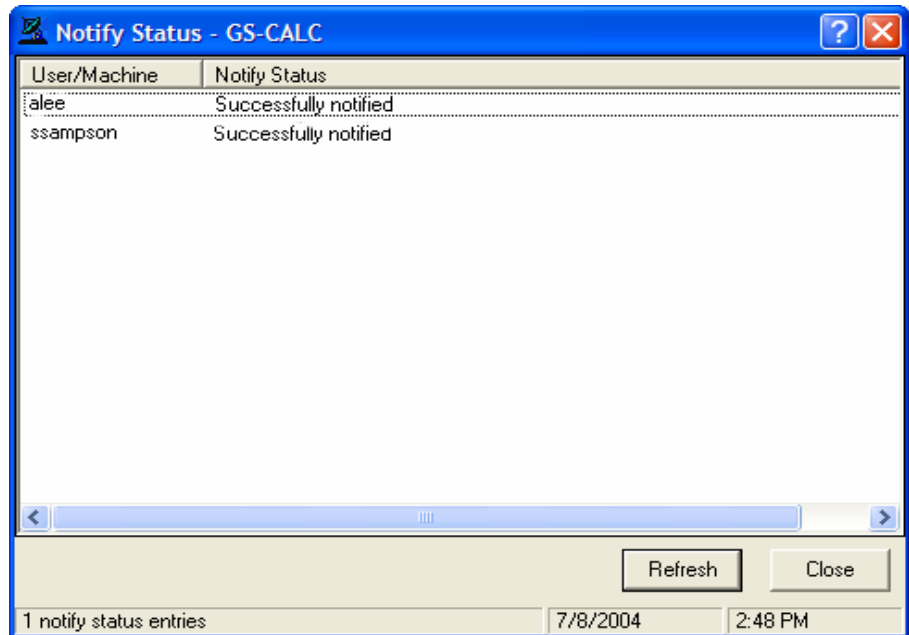 Notify Status - GS-CALC
User/Machine Notify Status
alee Successfully notified
ssampson Successfully notified
Refresh Close
1 notify status entries 7/8/2004 2:48 PM